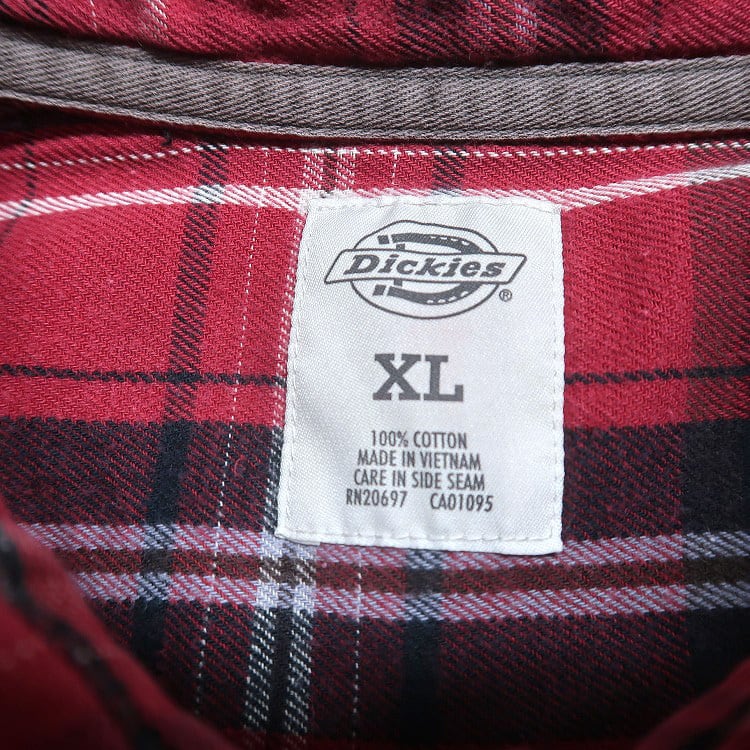 Dickies®
XL
100% COTTON
MADE IN VIETNAM
CARE IN SIDE SEAM
RN20697 CA01095